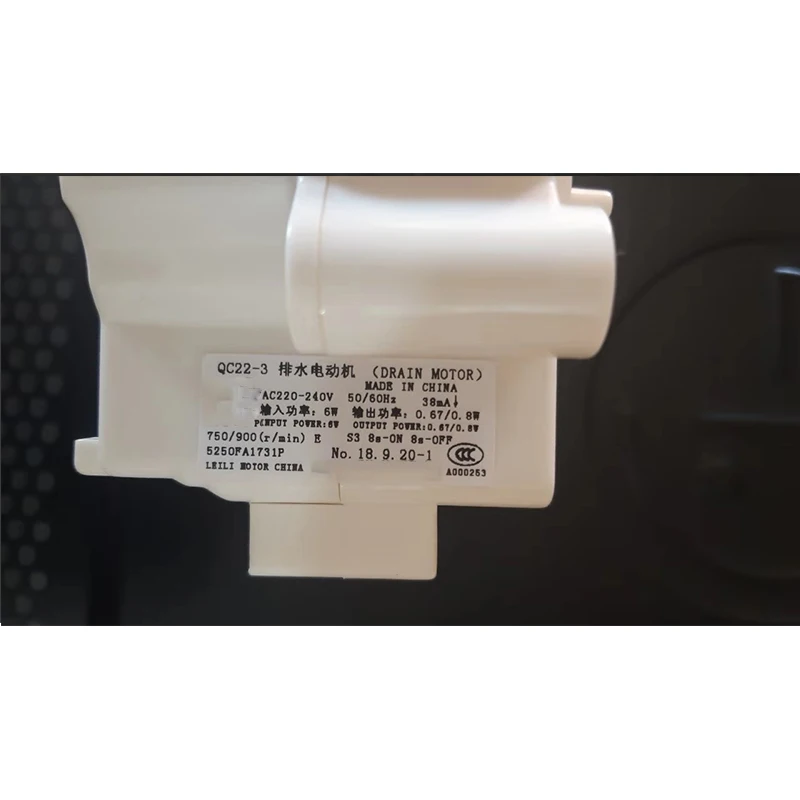 QC22-3 排水电动机 (DRAIN MOTOR)
MADE IN CHINA
AC220-240V 50/60Hz 38mA↓
输入功率: 6W 输出功率: 0.67/0.8W
POWER:6W OUTPUT POWER:0.67/0.8W
750/900(r/min) E S3 8s-ON 8s-OFF
5250FA1731P No. 18.9.20-1
LEILI MOTOR CHINA A000253